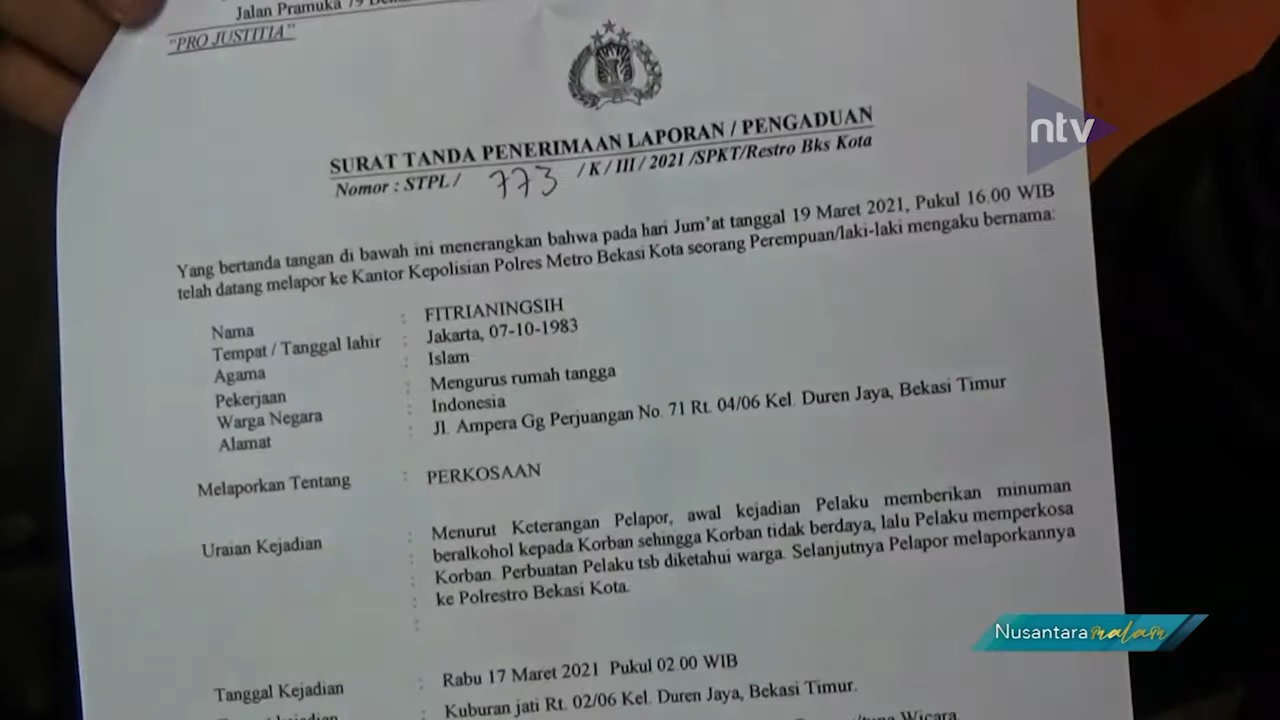 Jalan Pramuka 79
"PRO JUSTITIA"
SURAT TANDA PENERIMAAN LAPORAN / PENGADUAN
Nomor : STPL / 773 / K / III / 2021 /SPKT/Restro Bks Kota
ntv
Yang bertanda tangan di bawah ini menerangkan bahwa pada hari Jum'at tanggal 19 Maret 2021, Pukul 16.00 WIB
telah datang melapor ke Kantor Kepolisian Polres Metro Bekasi Kota seorang Perempuan/laki-laki mengaku bernama:
Nama : FITRIANINGSIH
Tempat / Tanggal lahir : Jakarta, 07-10-1983
Agama : Islam
Pekerjaan : Mengurus rumah tangga
Warga Negara : Indonesia
Alamat : Jl. Ampera Gg Perjuangan No. 71 Rt. 04/06 Kel. Duren Jaya, Bekasi Timur
Melaporkan Tentang : PERKOSAAN
Uraian Kejadian : Menurut Keterangan Pelapor, awal kejadian Pelaku memberikan minuman
: beralkohol kepada Korban sehingga Korban tidak berdaya, lalu Pelaku memperkosa
: Korban. Perbuatan Pelaku tsb diketahui warga. Selanjutnya Pelapor melaporkannya
: ke Polrestro Bekasi Kota.
:
Nusantara malam
Tanggal Kejadian : Rabu 17 Maret 2021 Pukul 02.00 WIB
: Kuburan jati Rt. 02/06 Kel. Duren Jaya, Bekasi Timur.
Wicara